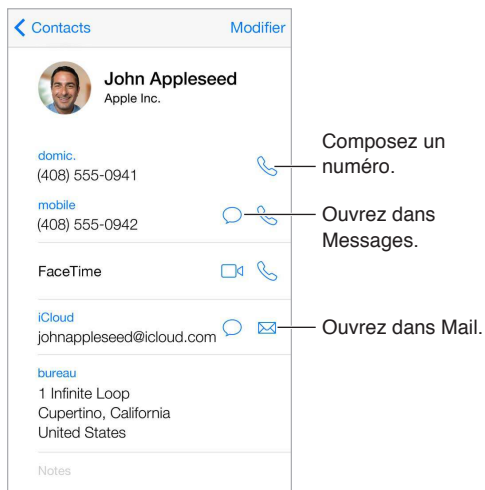 Contacts Modifier
John Appleseed
Apple Inc.
domic.
(408) 555-0941
mobile
(408) 555-0942
FaceTime
iCloud
johnappleseed@icloud.com
bureau
1 Infinite Loop
Cupertino, California
United States
Notes
Composez un
numéro.
Ouvrez dans
Messages.
Ouvrez dans Mail.